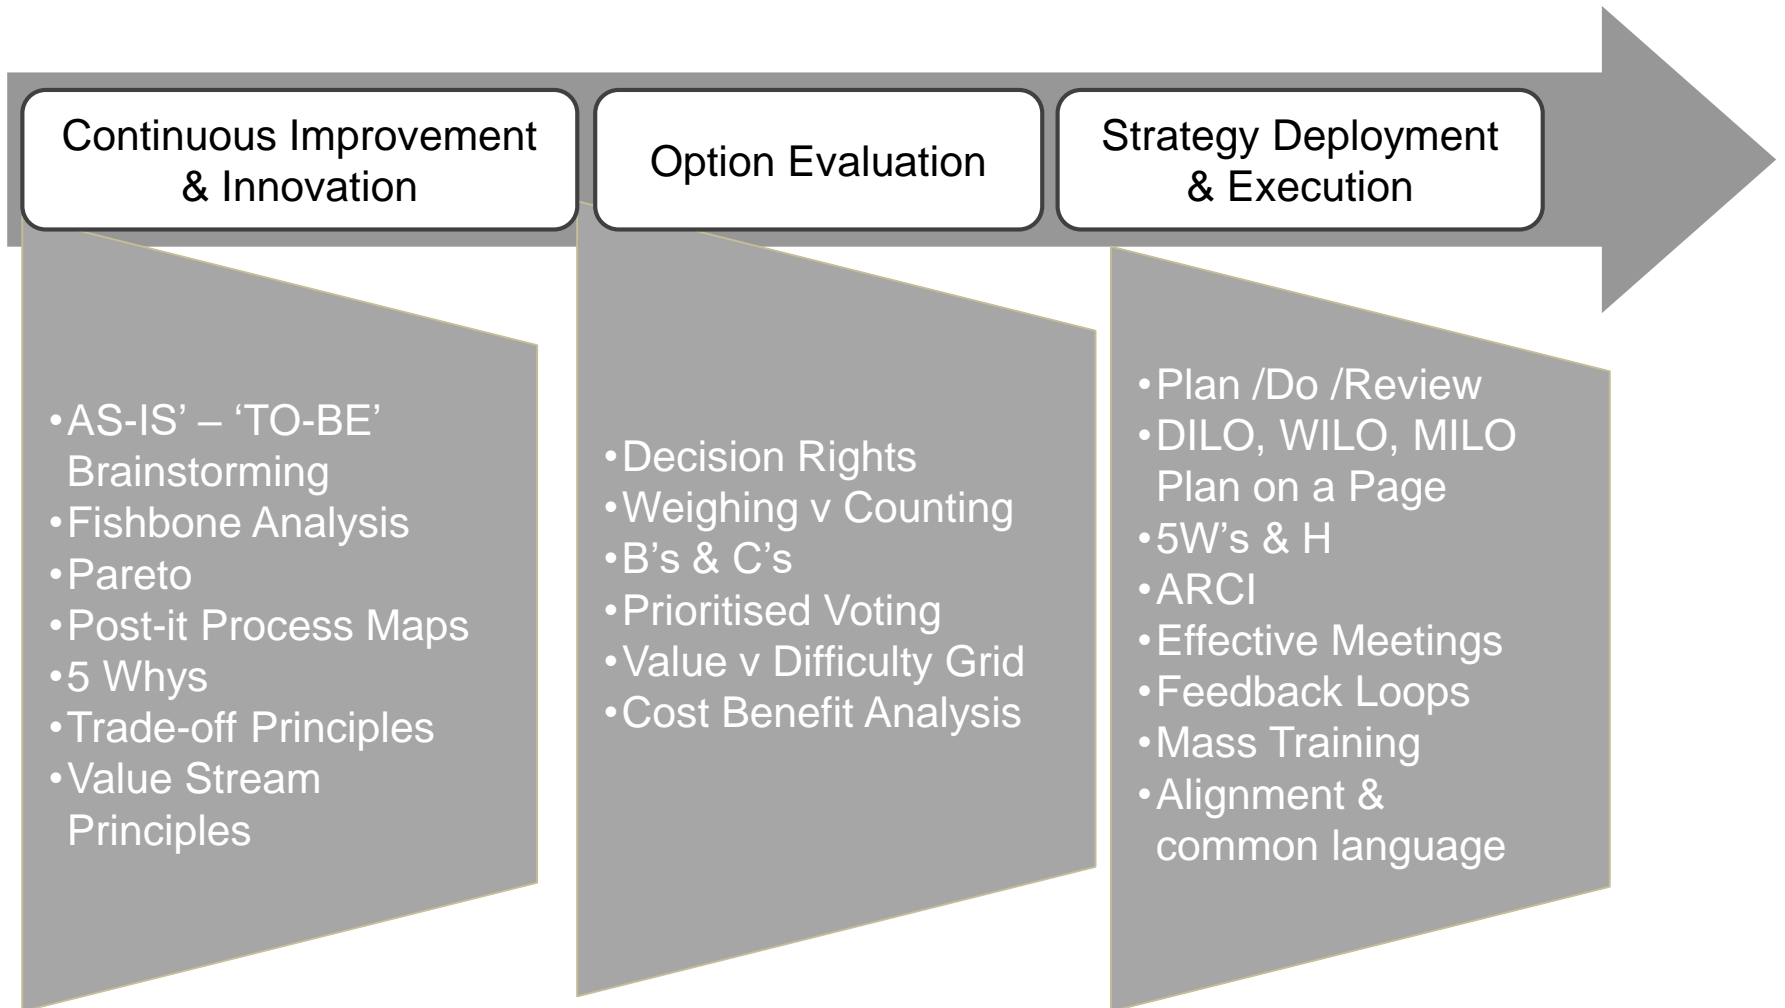 Continuous Improvement
& Innovation
Option Evaluation
Strategy Deployment
& Execution
•AS-IS’ – ‘TO-BE’
Brainstorming
•Fishbone Analysis
•Pareto
•Post-it Process Maps
•5 Whys
•Trade-off Principles
•Value Stream
Principles
•Decision Rights
•Weighing v Counting
•B’s & C’s
•Prioritised Voting
•Value v Difficulty Grid
•Cost Benefit Analysis
•Plan /Do /Review
•DILO, WILO, MILO
Plan on a Page
•5W’s & H
•ARCI
•Effective Meetings
•Feedback Loops
•Mass Training
•Alignment &
common language